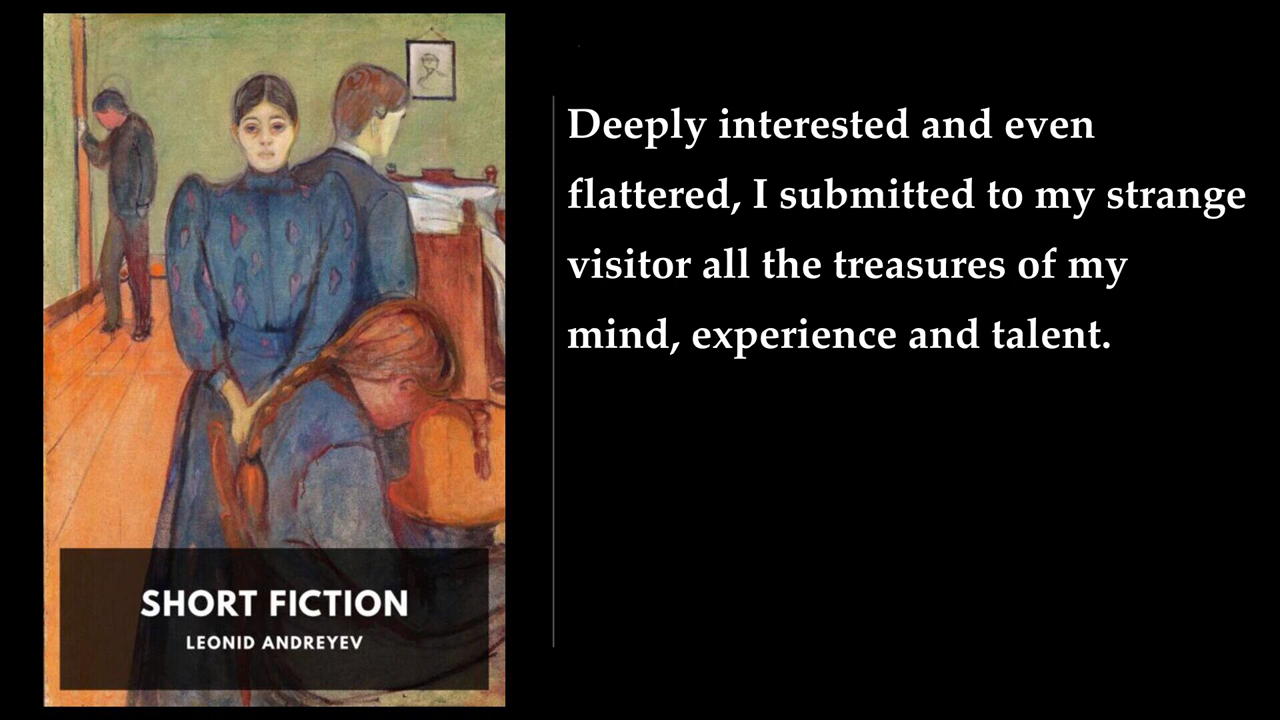 Deeply interested and even
flattered, I submitted to my strange
visitor all the treasures of my
mind, experience and talent.
SHORT FICTION
LEONID ANDREYEV